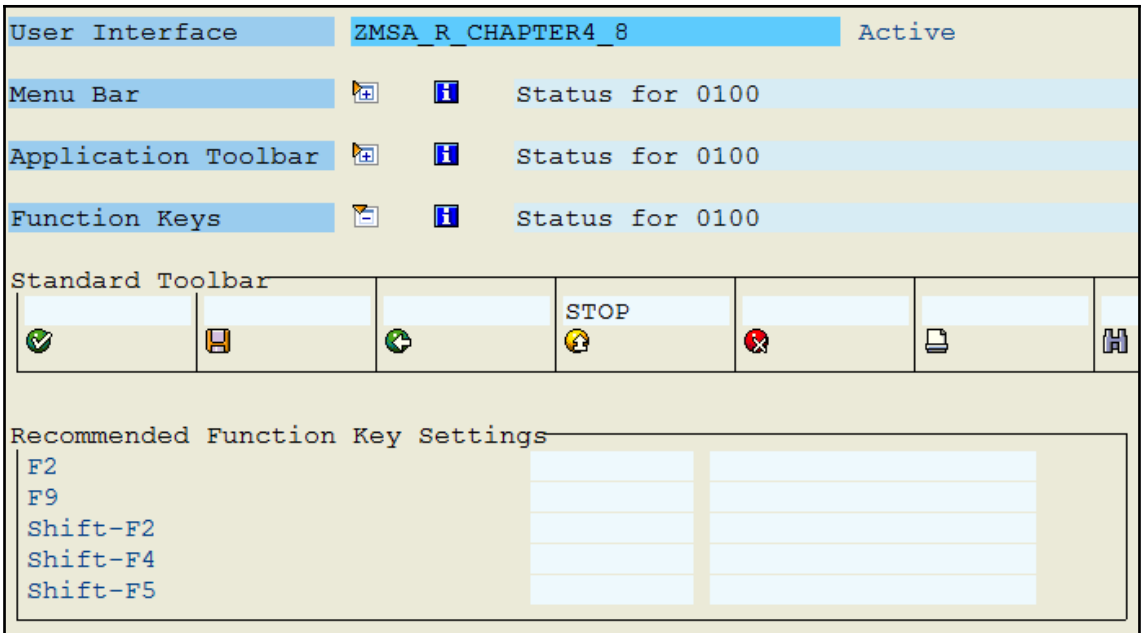 User Interface ZMSA_R_CHAPTER4_8 Active
Menu Bar Status for 0100
Application Toolbar Status for 0100
Function Keys Status for 0100
Standard Toolbar
STOP
Recommended Function Key Settings
F2
F9
Shift-F2
Shift-F4
Shift-F5